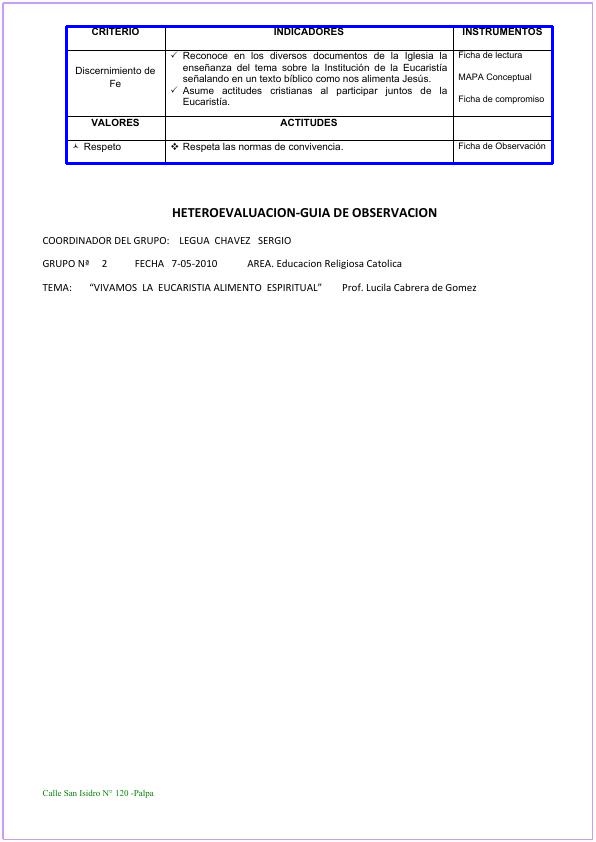 CRITERIO INDICADORES INSTRUMENTOS
Discernimiento de Fe
✓ Reconoce en los diversos documentos de la Iglesia la
enseñanza del tema sobre la Institución de la Eucaristía
señalando en un texto bíblico como nos alimenta Jesús.
✓ Asume actitudes cristianas al participar juntos de la
Eucaristía.
Ficha de lectura
MAPA Conceptual
Ficha de compromiso
VALORES ACTITUDES
Respeto ❖ Respeta las normas de convivencia. Ficha de Observación
HETEROEVALUACION-GUIA DE OBSERVACION
COORDINADOR DEL GRUPO: LEGUA CHAVEZ SERGIO
GRUPO Nª 2 FECHA 7-05-2010 AREA. Educacion Religiosa Catolica
TEMA: “VIVAMOS LA EUCARISTIA ALIMENTO ESPIRITUAL” Prof. Lucila Cabrera de Gomez
Calle San Isidro N° 120 -Palpa